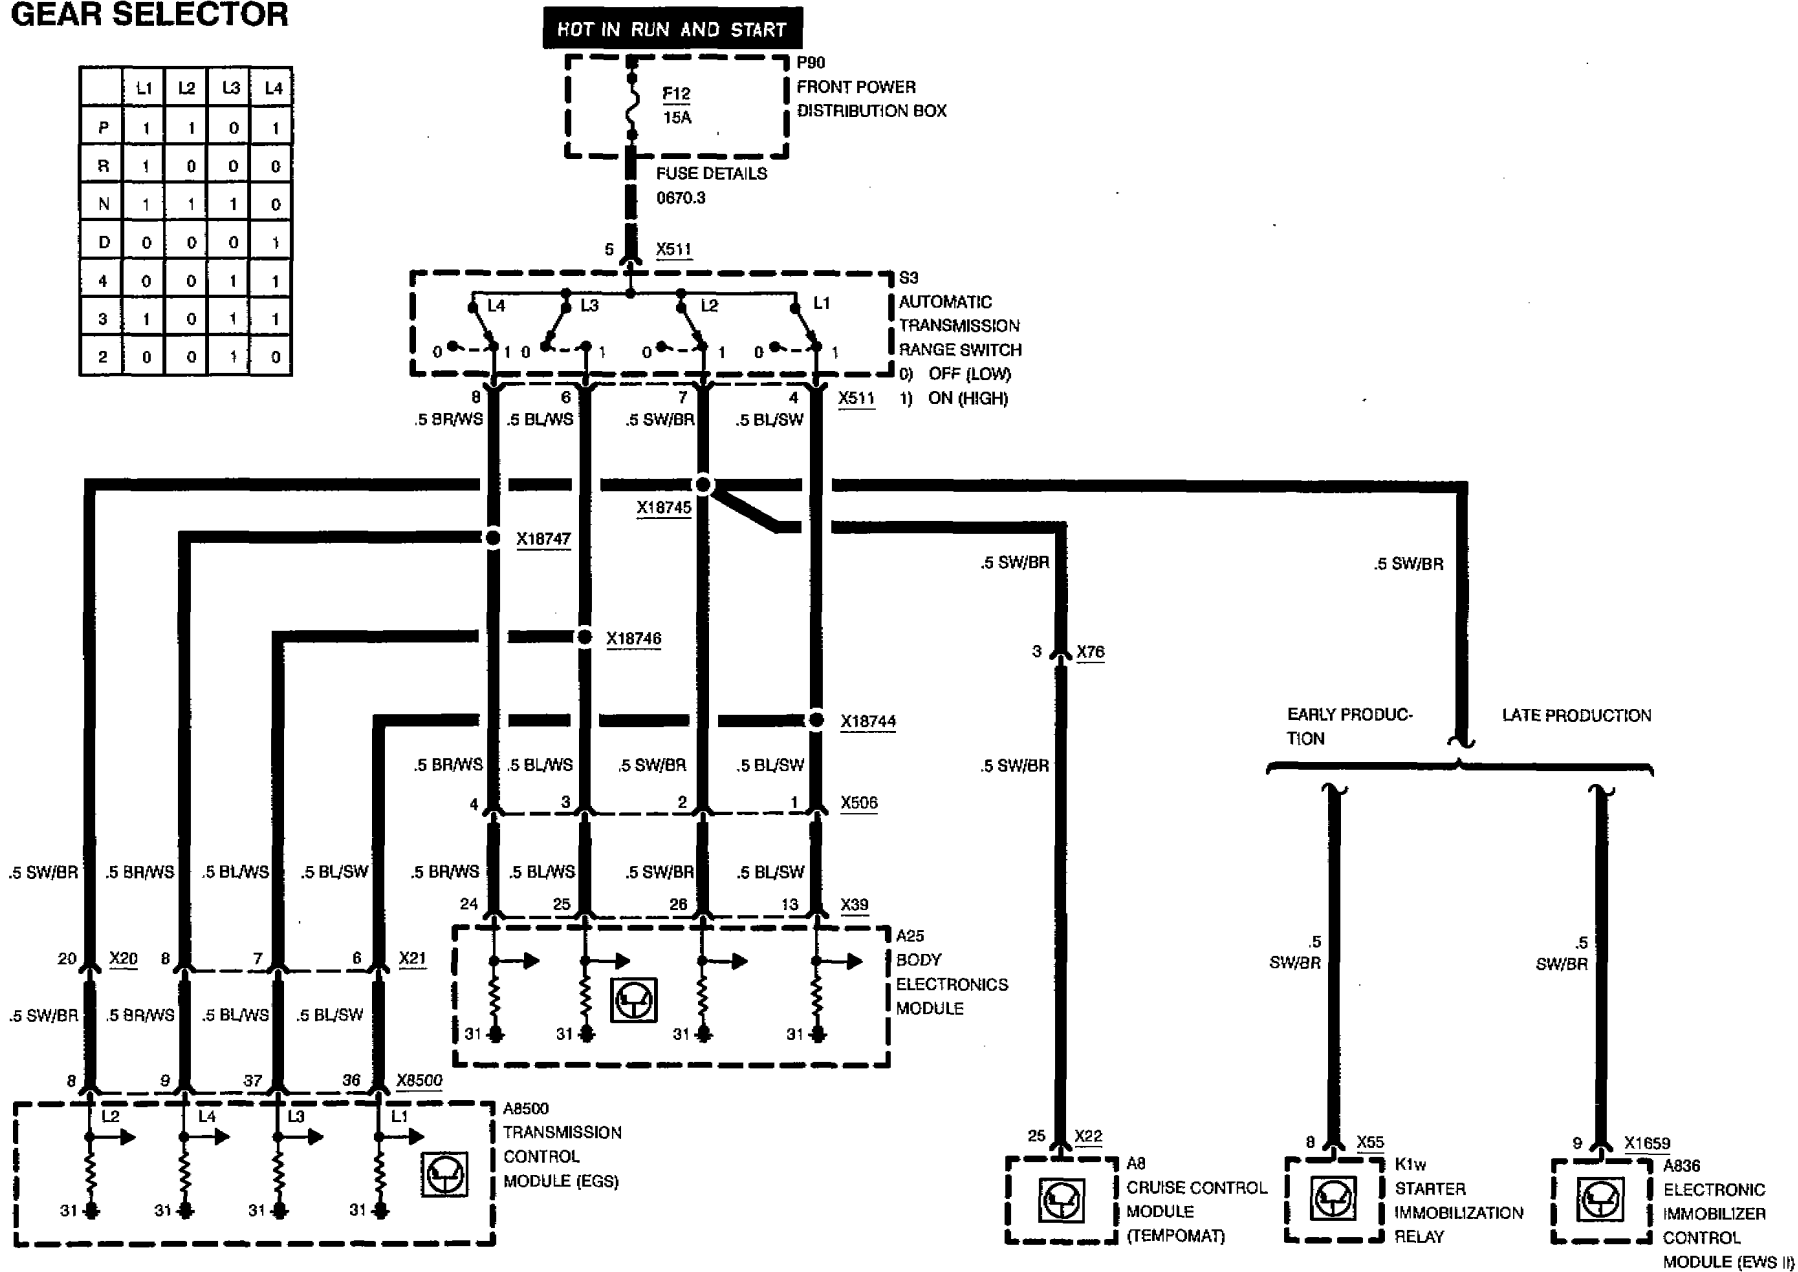 GEAR SELECTOR
HOT IN RUN AND START
L1 L2 L3 L4
P 1 1 0 1
R 1 0 0 0
N 1 1 1 0
D 0 0 0 1
4 0 0 1 1
3 1 0 1 1
2 0 0 1 0
P90
FRONT POWER
DISTRIBUTION BOX
F12
15A
FUSE DETAILS
0670.3
5 X511
S3
AUTOMATIC
TRANSMISSION
RANGE SWITCH
0) OFF (LOW)
1) ON (HIGH)
L4 L3 L2 L1
0 1 0 1 0 1 0 1
8 6 7 4 X511
.5 BR/WS .5 BL/WS .5 SW/BR .5 BL/SW
X18745
X18747
.5 SW/BR .5 SW/BR
X18746
3 X76
X18744
EARLY PRODUC-
TION
LATE PRODUCTION
.5 BR/WS .5 BL/WS .5 SW/BR .5 BL/SW .5 SW/BR
4 3 2 1 X506
.5 SW/BR .5 BR/WS .5 BL/WS .5 BL/SW .5 BR/WS .5 BL/WS .5 SW/BR .5 BL/SW
24 25 26 13 X39
A25
BODY
ELECTRONICS
MODULE
31 31 31 31
.5
SW/BR
.5
SW/BR
20 X20 8 7 6 X21
.5 SW/BR .5 BR/WS .5 BL/WS .5 BL/SW
8 9 37 36 X8500
L2 L4 L3 L1
A8500
TRANSMISSION
CONTROL
MODULE (EGS)
31 31 31 31
25 X22
A8
CRUISE CONTROL
MODULE
(TEMPOMAT)
8 X55
K1w
STARTER
IMMOBILIZATION
RELAY
9 X1659
A836
ELECTRONIC
IMMOBILIZER
CONTROL
MODULE (EWS II)